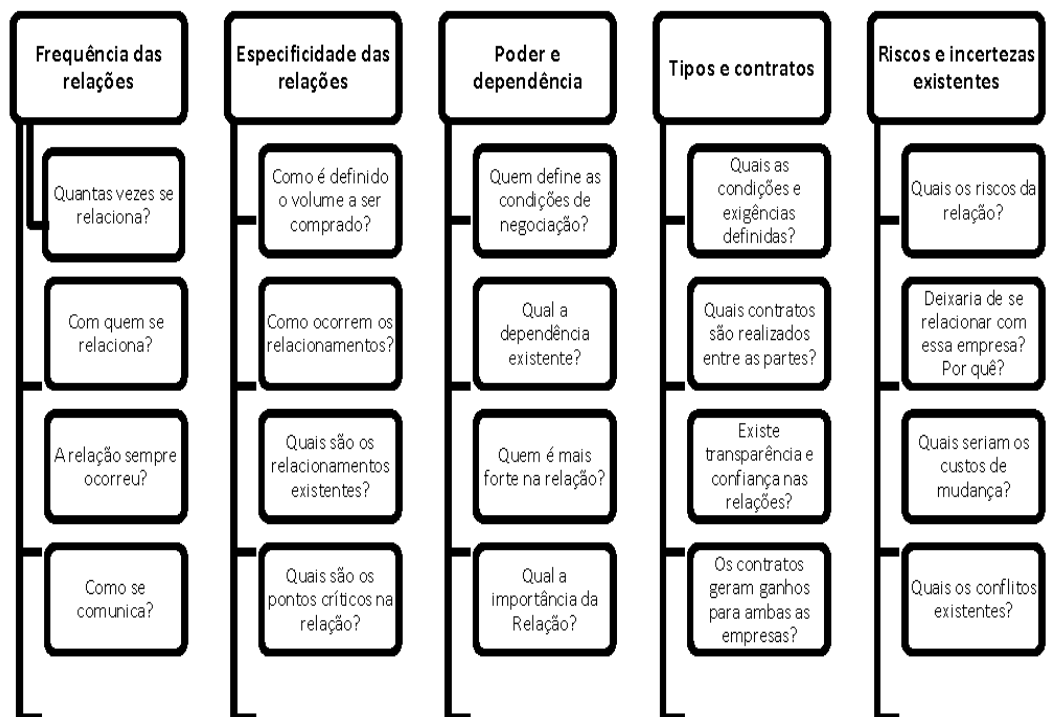 Frequência das
relações
Quantas vezes se
relaciona?
Com quem se
relaciona?
A relação sempre
ocorreu?
Como se
comunica?
Especificidade das
relações
Como é definido
o volume a ser
comprado?
Como ocorrem os
relacionamentos?
Quais são os
relacionamentos
existentes?
Quais são os
pontos críticos na
relação?
Poder e
dependência
Quem define as
condições de
negociação?
Qual a
dependência
existente?
Quem é mais
forte na relação?
Qual a
importância da
Relação?
Tipos e contratos
Quais as
condições e
exigências
definidas?
Quais contratos
são realizados
entre as partes?
Existe
transparência e
confiança nas
relações?
Os contratos
geram ganhos
para ambas as
empresas?
Riscos e incertezas
existentes
Quais os riscos da
relação?
Deixaria de se
relacionar com
essa empresa?
Por quê?
Quais seriam os
custos de
mudança?
Quais os conflitos
existentes?